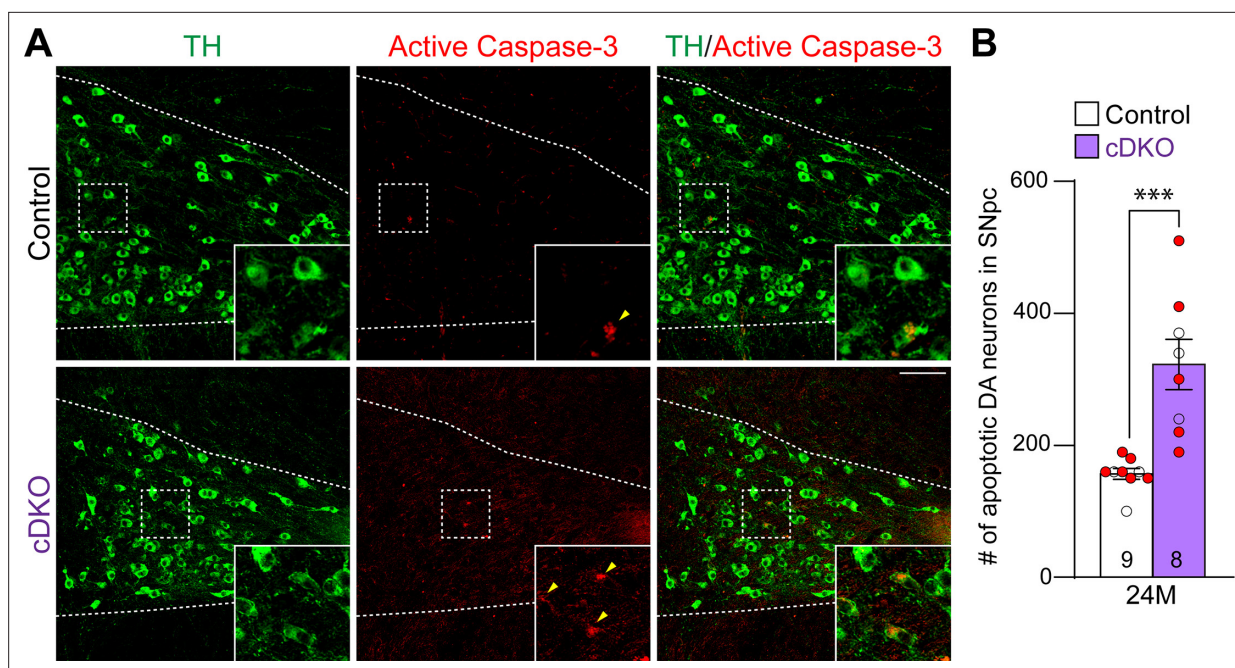 A
TH
Active Caspase-3
TH/Active Caspase-3
Control
cDKO
B
Control
cDKO
# of apoptotic DA neurons in SNpc
600
***
400
200
0
9
8
24M